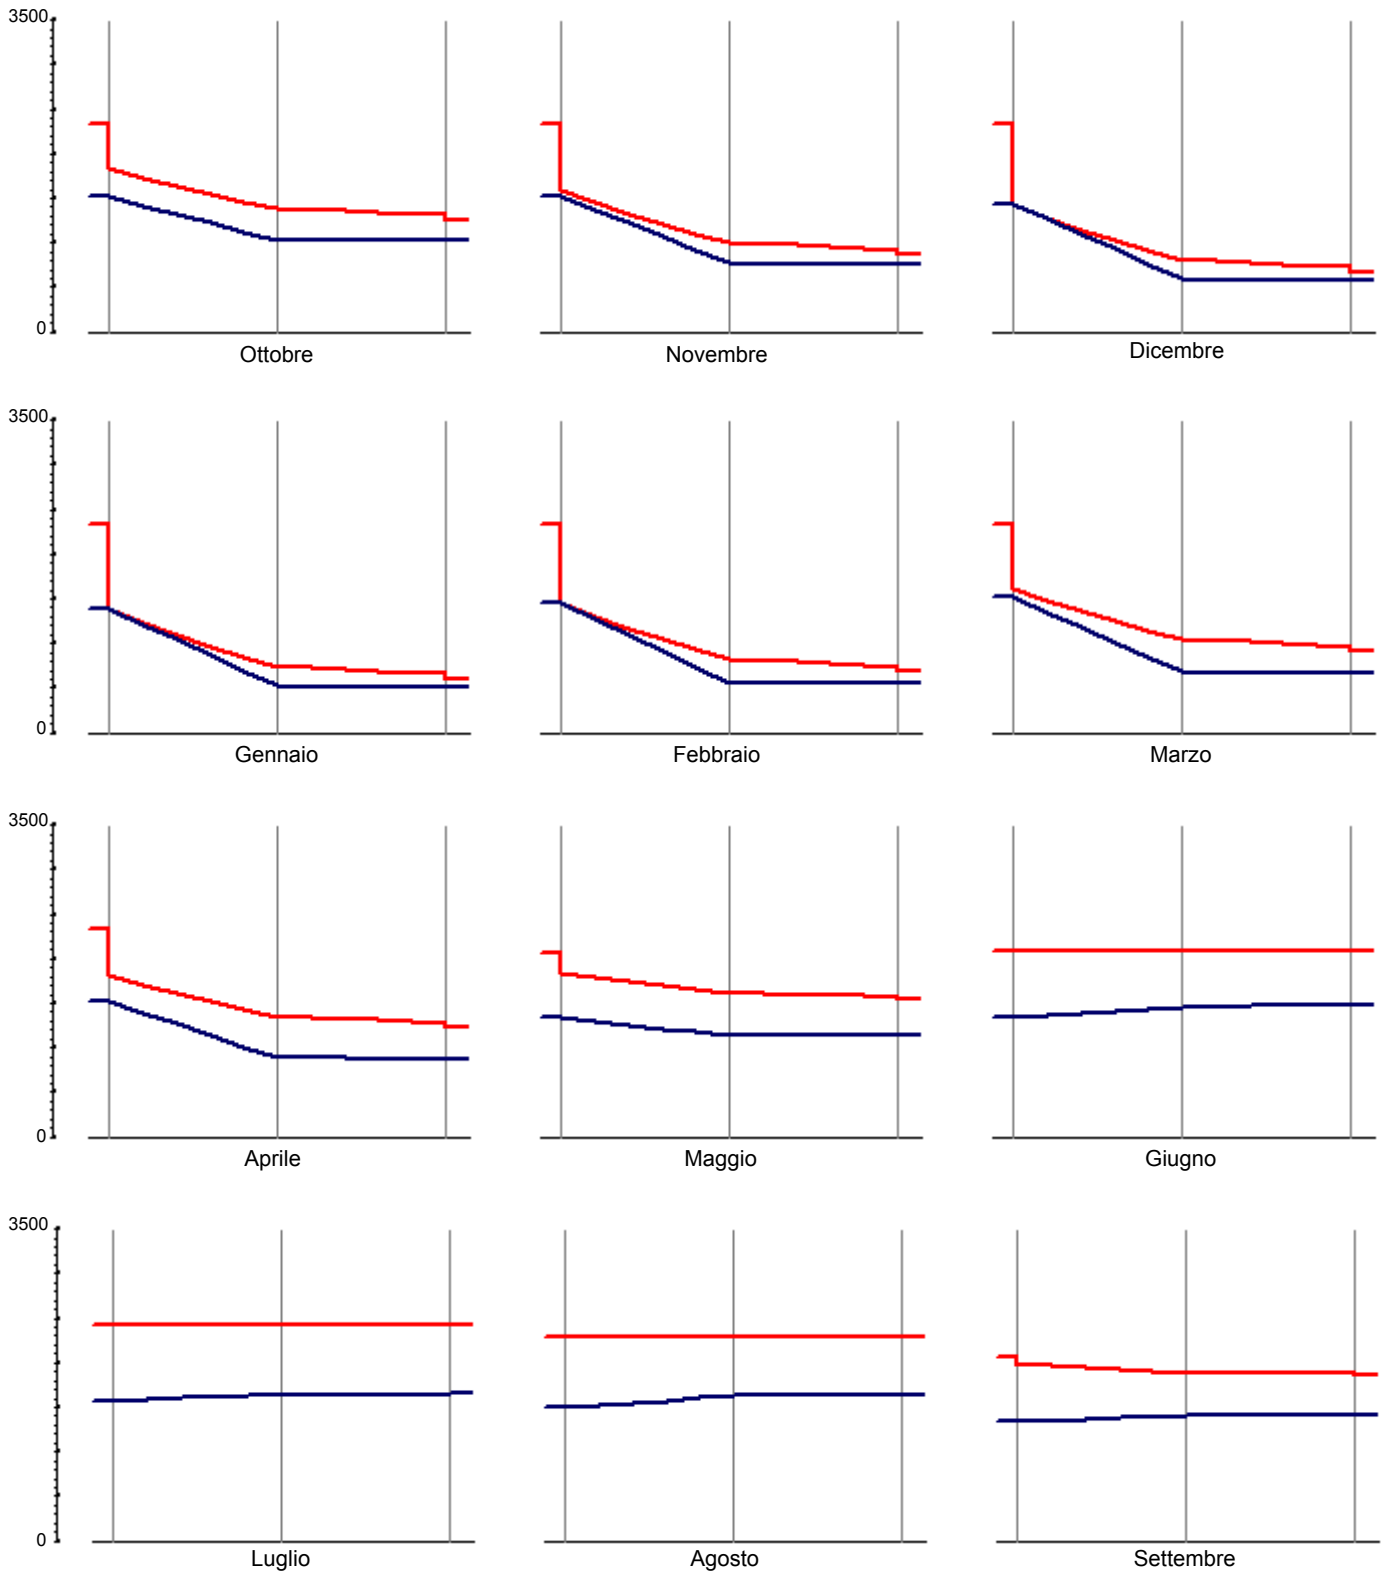 3500
0
Ottobre
Novembre
Dicembre
3500
0
Gennaio
Febbraio
Marzo
3500
0
Aprile
Maggio
Giugno
3500
0
Luglio
Agosto
Settembre